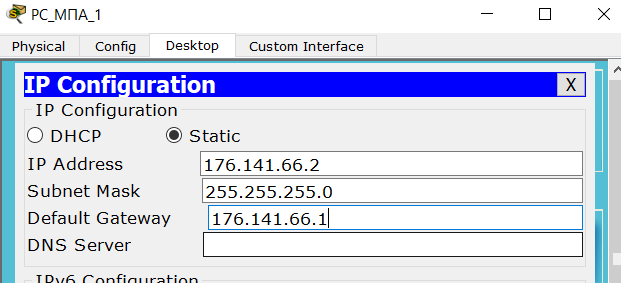 PC_МПА_1
Physical Config Desktop Custom Interface
IP Configuration X
IP Configuration
DHCP Static
IP Address 176.141.66.2
Subnet Mask 255.255.255.0
Default Gateway 176.141.66.1
DNS Server
IPv6 Configuration